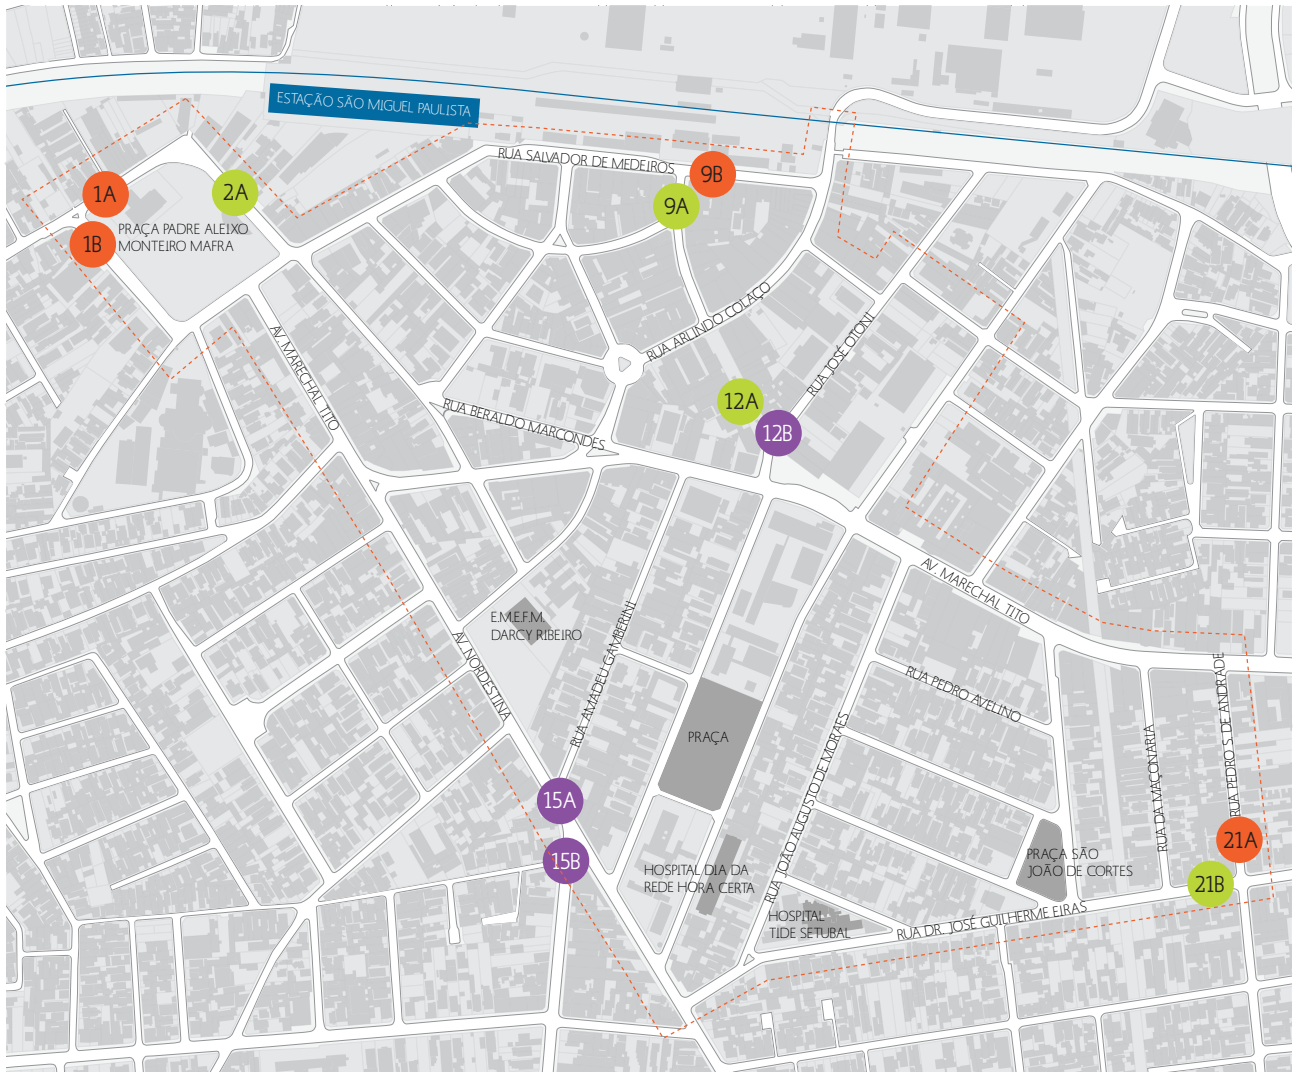 ESTAÇÃO SÃO MIGUEL PAULISTA
RUA SALVADOR DE MEDEIROS
9B
1A
2A
9A
PRAÇA PADRE ALEIXO
MONTEIRO MAFRA
1B
RUA ARLINDO COLAÇO
AV. MARECHAL TITO
RUA JOSÉ OTONI
12A
RUA BERALDO MARCONDES
12B
AV. MARECHAL TITO
E.M.E.F.M.
DARCY RIBEIRO
AV. NORDESTINA
RUA AMADEU GAMBERINI
RUA PEDRO AVELINO
RUA PEDRO S. DE ANDRADE
PRAÇA
RUA JOÃO AUGUSTO DE MORAES
RUA DA MAÇONARIA
15A
21A
15B
PRAÇA SÃO
JOÃO DE CORTES
HOSPITAL DIA DA
REDE HORA CERTA
21B
HOSPITAL
TIDE SETUBAL
RUA DR. JOSÉ GUILHERME EIRAS